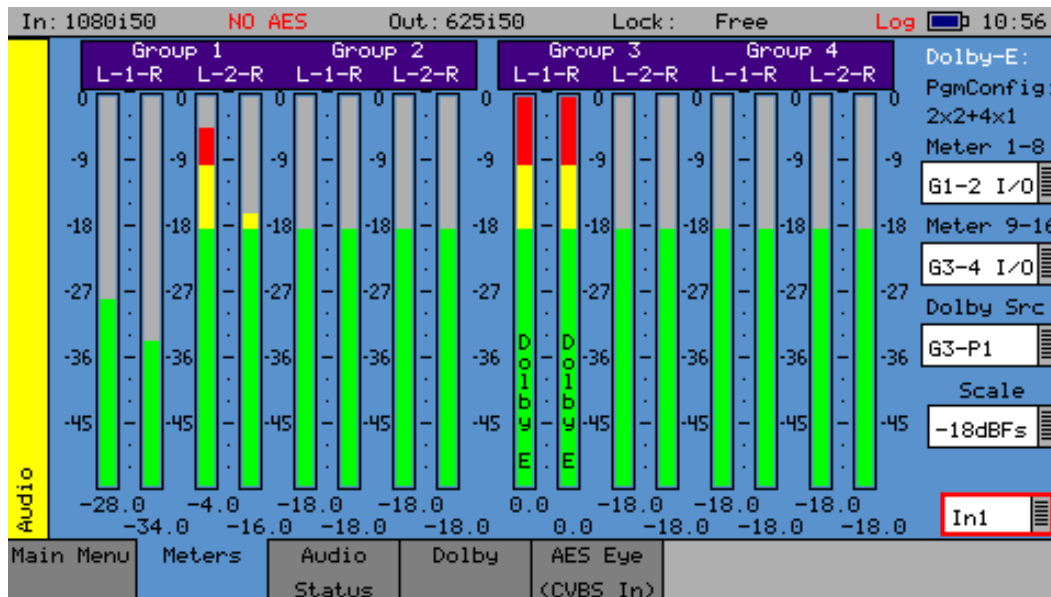 In: 1080i50 NO AES Out: 625i50 Lock: Free Log 10:56
Group 1 Group 2 Group 3 Group 4
L-1-R L-2-R L-1-R L-2-R L-1-R L-2-R L-1-R L-2-R
0 0 0 0 0 0 0 0 0
-9 -9 -9 -9 -9 -9 -9 -9 -9
-18 -18 -18 -18 -18 -18 -18 -18 -18
-27 -27 -27 -27 -27 -27 -27 -27 -27
-36 -36 -36 -36 -36 -36 -36 -36 -36
-45 -45 -45 -45 -45 -45 -45 -45 -45
Dolby E
Dolby E
-28.0 -4.0 -18.0 -18.0 0.0 -18.0 -18.0 -18.0
-34.0 -16.0 -18.0 -18.0 0.0 -18.0 -18.0 -18.0
Dolby-E:
PgmConfig:
2x2+4x1
Meter 1-8
G1-2 I/O
Meter 9-16
G3-4 I/O
Dolby Src
G3-P1
Scale
-18dBFs
In1
Audio
Main Menu Meters Audio Dolby AES Eye
Status (CVBS In)